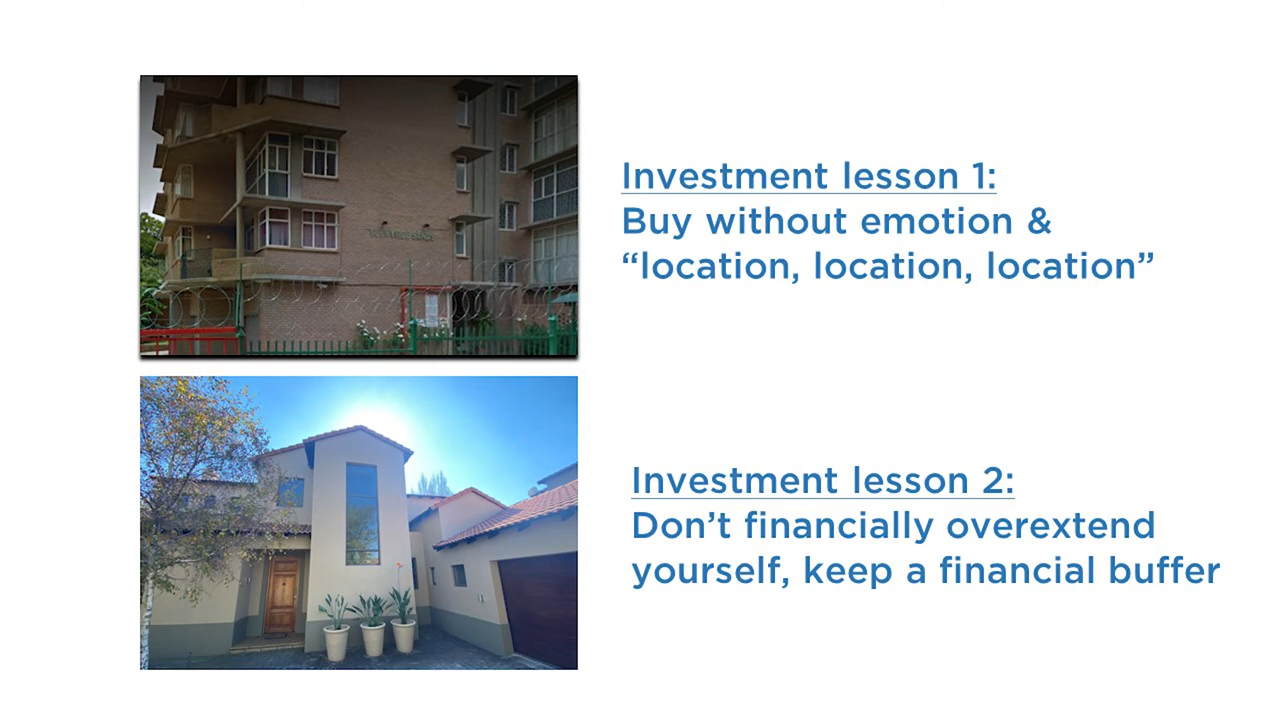 Investment lesson 1:
Buy without emotion &
“location, location, location”
Investment lesson 2:
Don’t financially overextend
yourself, keep a financial buffer